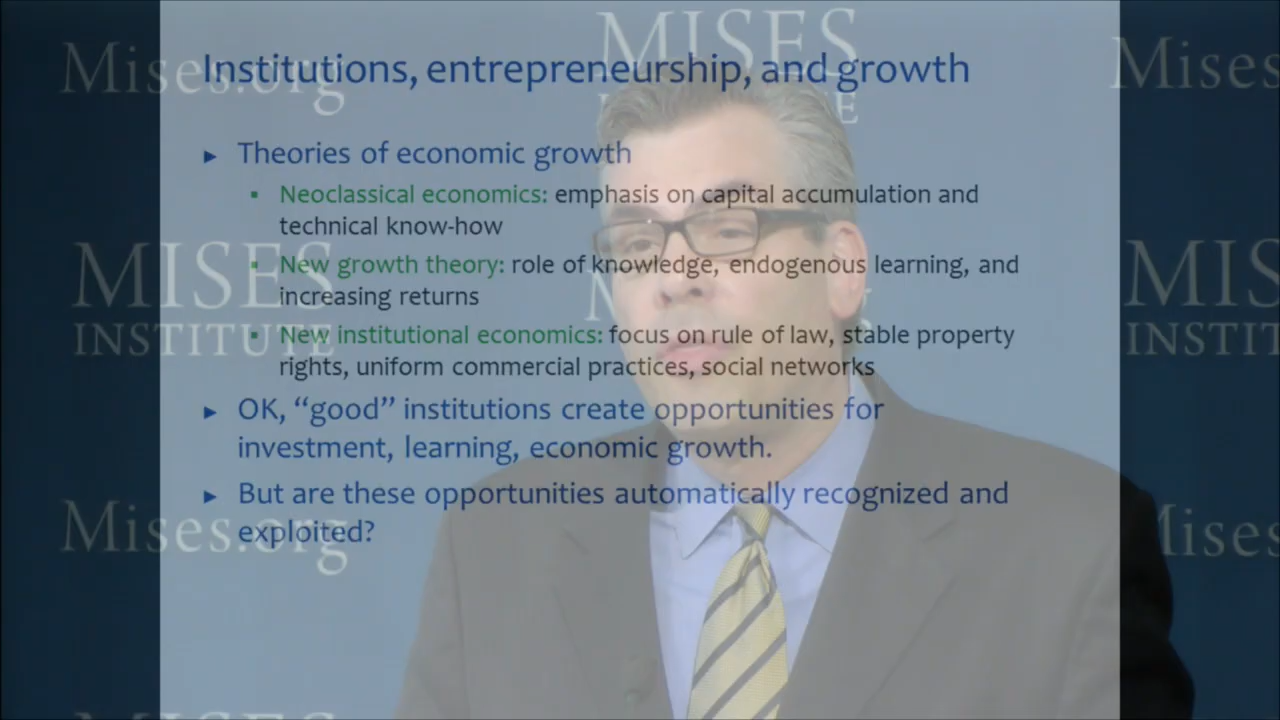 MISES
Mises.org
Mises
Institutions, entrepreneurship, and growth
► Theories of economic growth
▪ Neoclassical economics: emphasis on capital accumulation and
technical know-how
▪ New growth theory: role of knowledge, endogenous learning, and
increasing returns
▪ New institutional economics: focus on rule of law, stable property
rights, uniform commercial practices, social networks
► OK, “good” institutions create opportunities for
investment, learning, economic growth.
► But are these opportunities automatically recognized and
exploited?
MISES
INSTITUTE
MIS
INSTIT
Mises.org
Mises
MISES